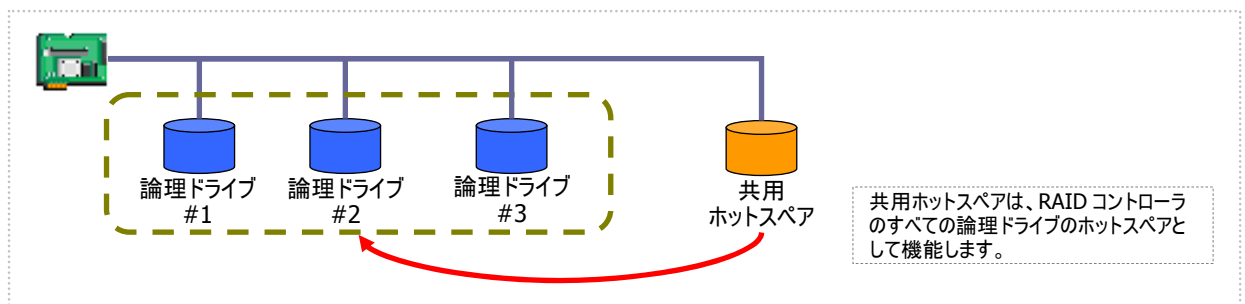 論理ドライブ
#1
論理ドライブ
#2
論理ドライブ
#3
共用
ホットスペア
共用ホットスペアは、RAID コントローラ
のすべての論理ドライブのホットスペアと
して機能します。